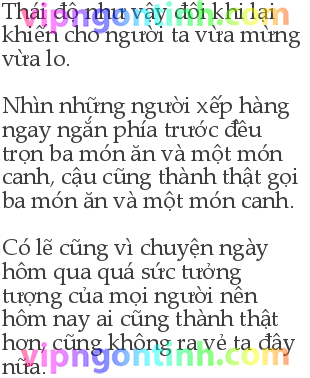 Thái độ như vậy đôi khi lại
khiến cho người ta vừa mừng
vừa lo.
Nhìn những người xếp hàng
ngay ngắn phía trước đều
trọn ba món ăn và một món
canh, cậu cũng thành thật gọi
ba món ăn và một món canh.
Có lẽ cũng vì chuyện ngày
hôm qua quá sức tưởng
tượng của mọi người nên
hôm nay ai cũng thành thật
hơn, cũng không ra vẻ ta đây
nữa.
vipngontinh.com
vipngontinh.com